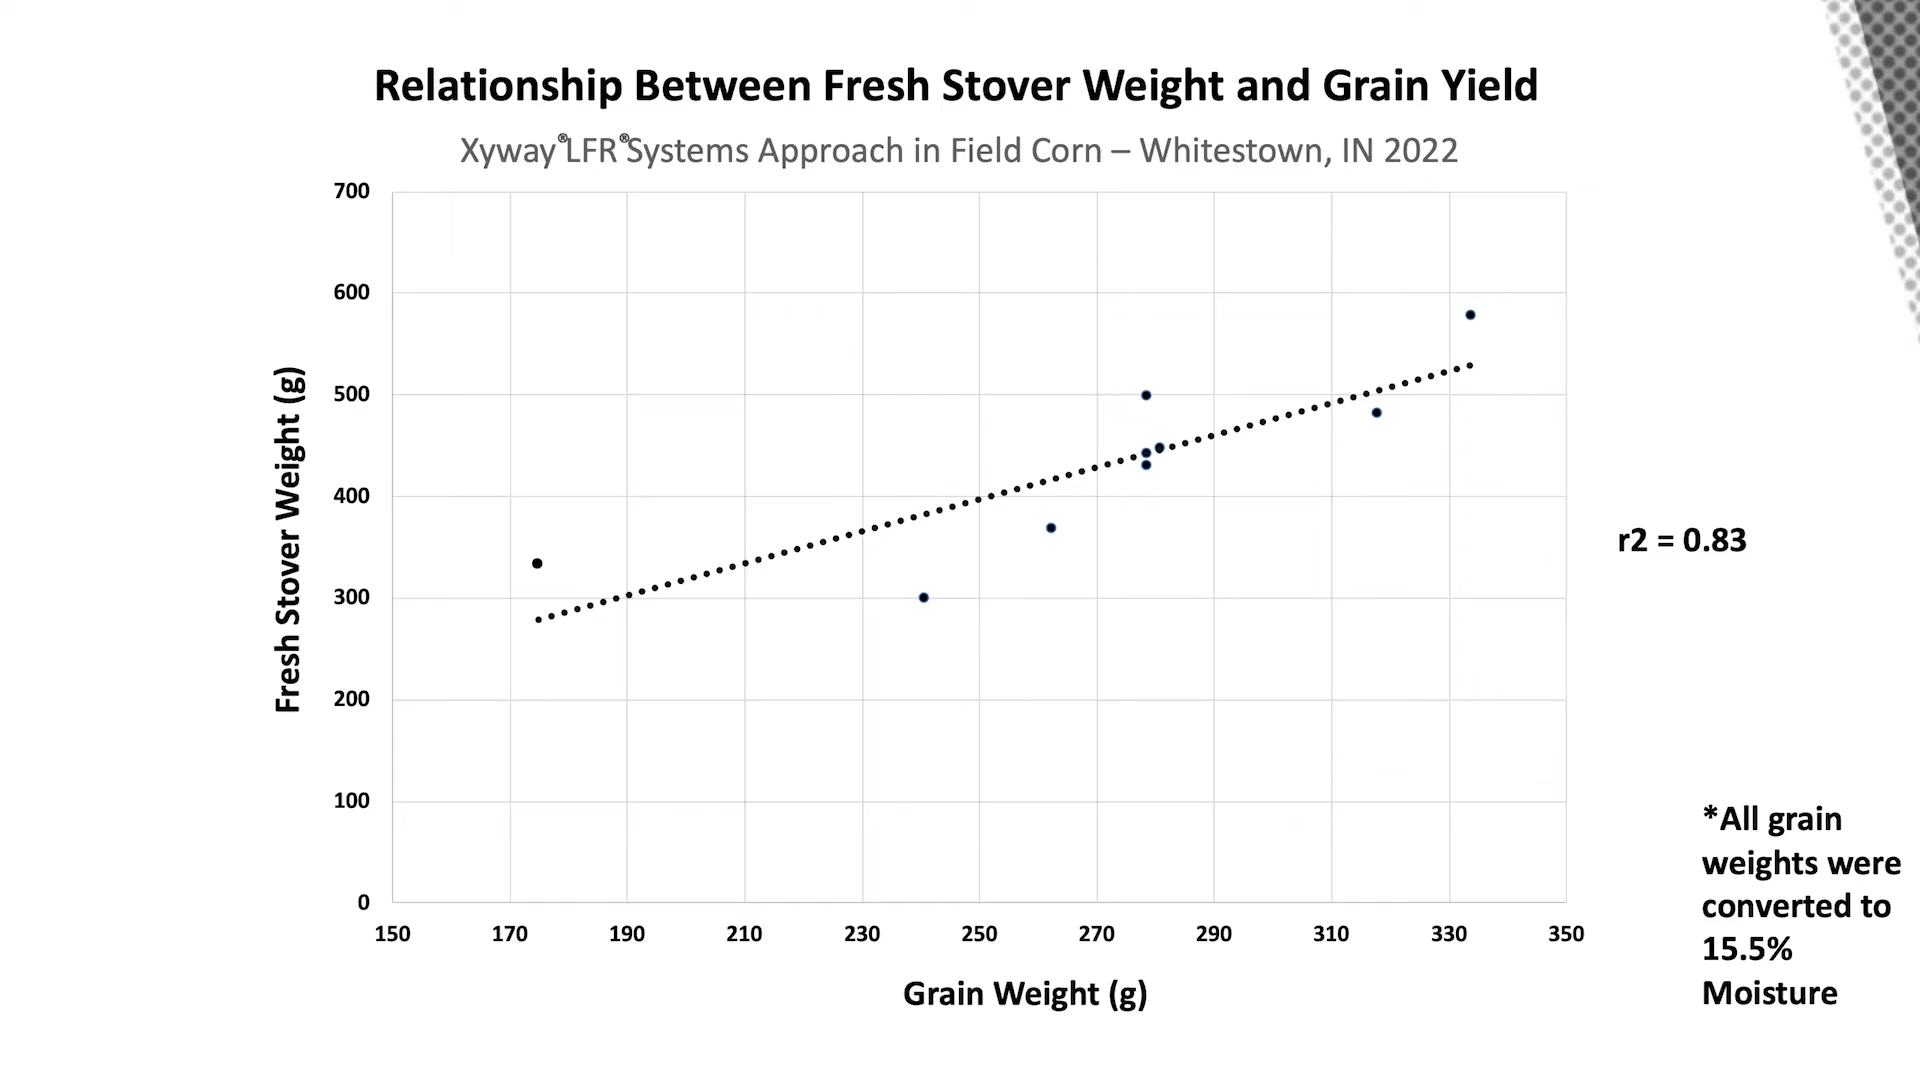 Relationship Between Fresh Stover Weight and Grain Yield
Xyway®LFR®Systems Approach in Field Corn – Whitestown, IN 2022
700
600
500
400
300
200
100
0
Fresh Stover Weight (g)
150 170 190 210 230 250 270 290 310 330 350
Grain Weight (g)
r2 = 0.83
*All grain
weights were
converted to
15.5%
Moisture